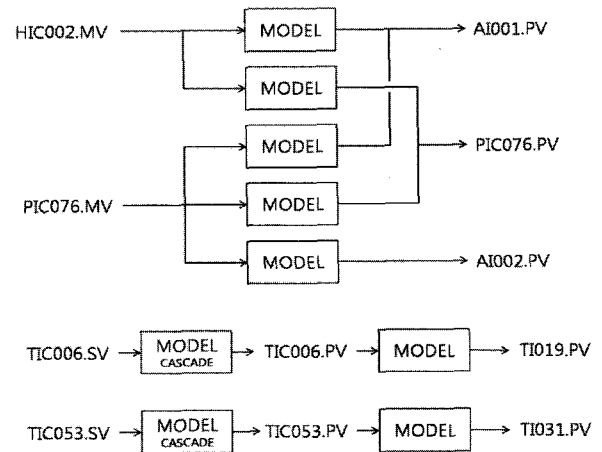 HIC002.MV MODEL AI001.PV
MODEL
MODEL PIC076.PV
PIC076.MV MODEL
MODEL AI002.PV
TIC006.SV MODEL CASCADE TIC006.PV MODEL TI019.PV
TIC053.SV MODEL CASCADE TIC053.PV MODEL TI031.PV